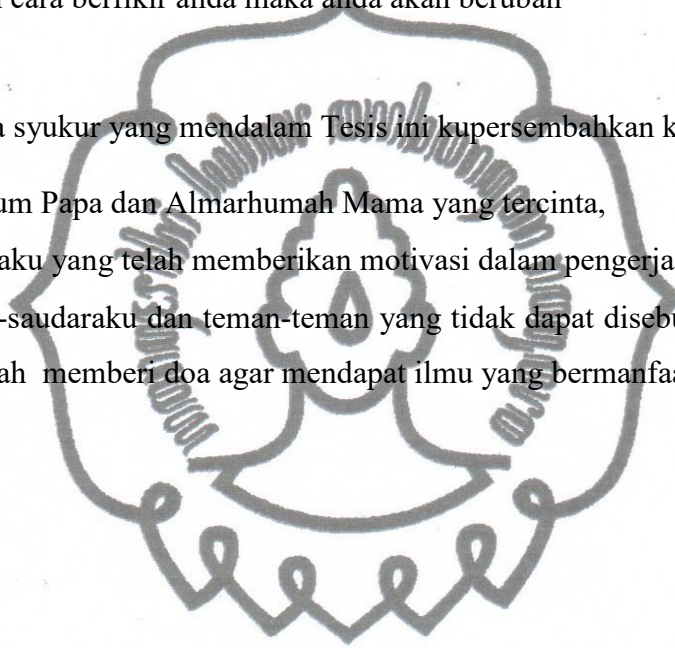 cara berfikir anda maka anda akan berubah
a syukur yang mendalam Tesis ini kupersembahkan k
um Papa dan Almarhumah Mama yang tercinta,
aku yang telah memberikan motivasi dalam pengerja
-saudaraku dan teman-teman yang tidak dapat disebu
ah memberi doa agar mendapat ilmu yang bermanfaa